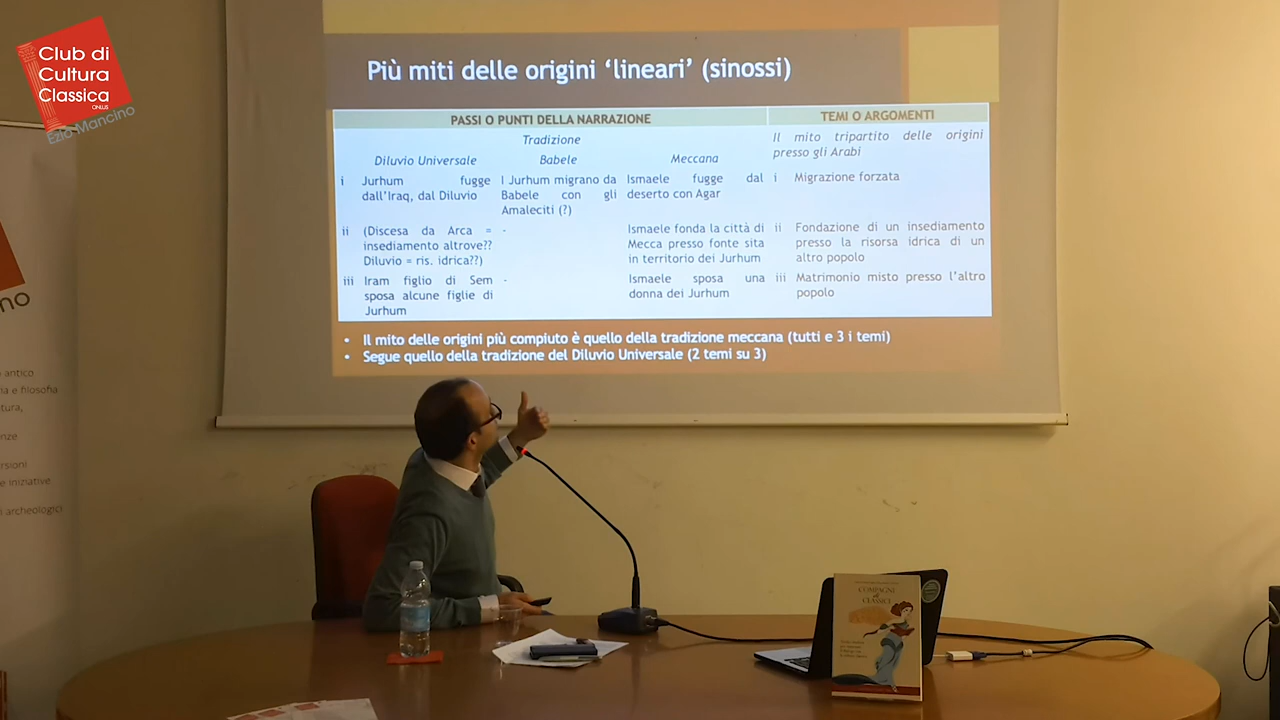 Club di
Cultura
Classica
ONLUS
Ezio Mancino
Più miti delle origini ‘lineari’ (sinossi)
PASSI O PUNTI DELLA NARRAZIONE
TEMI O ARGOMENTI
Tradizione
Diluvio Universale
Babele
Meccana
Il mito tripartito delle origini
presso gli Arabi
i
Jurhum fugge
dall’Iraq, dal Diluvio
I Jurhum migrano da
Babele con gli
Amaleciti (?)
Ismaele fugge dal
deserto con Agar
i
Migrazione forzata
ii
(Discesa da Arca =
insediamento altrove??
Diluvio = ris. idrica??)
-
Ismaele fonda la città di
Mecca presso fonte sita
in territorio dei Jurhum
ii
Fondazione di un insediamento
presso la risorsa idrica di un
altro popolo
iii
Iram figlio di Sem
sposa alcune figlie di
Jurhum
-
Ismaele sposa una
donna dei Jurhum
iii
Matrimonio misto presso l’altro
popolo
• Il mito delle origini più compiuto è quello della tradizione meccana (tutti e 3 i temi)
• Segue quello della tradizione del Diluvio Universale (2 temi su 3)
no
antico
a e filosofia
tura,
nze
rsioni
e iniziative
i archeologici
COMPAGNI
CLASSICI